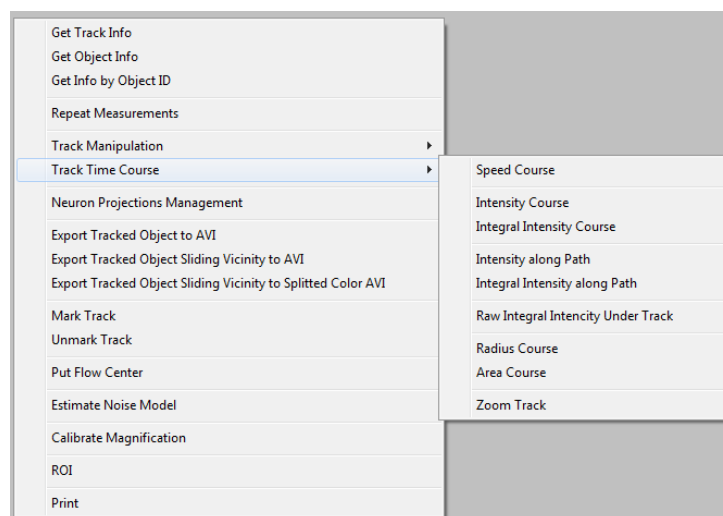 Get Track Info
Get Object Info
Get Info by Object ID
Repeat Measurements
Track Manipulation
Track Time Course
Neuron Projections Management
Export Tracked Object to AVI
Export Tracked Object Sliding Vicinity to AVI
Export Tracked Object Sliding Vicinity to Splitted Color AVI
Mark Track
Unmark Track
Put Flow Center
Estimate Noise Model
Calibrate Magnification
ROI
Print
Speed Course
Intensity Course
Integral Intensity Course
Intensity along Path
Integral Intensity along Path
Raw Integral Intencity Under Track
Radius Course
Area Course
Zoom Track